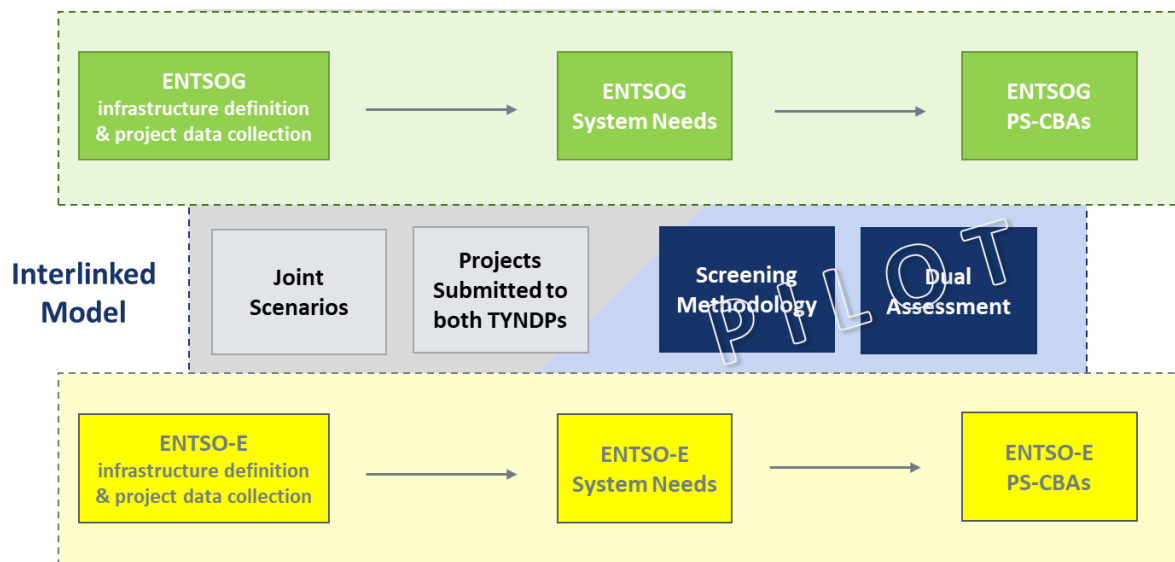 ENTSOG
infrastructure definition
& project data collection
ENTSOG
System Needs
ENTSOG
PS-CBAs
Interlinked
Model
Joint
Scenarios
Projects
Submitted to
both TYNDPs
Screening
Methodology
Dual
Assessment
PILOT
ENTSO-E
infrastructure definition
& project data collection
ENTSO-E
System Needs
ENTSO-E
PS-CBAs